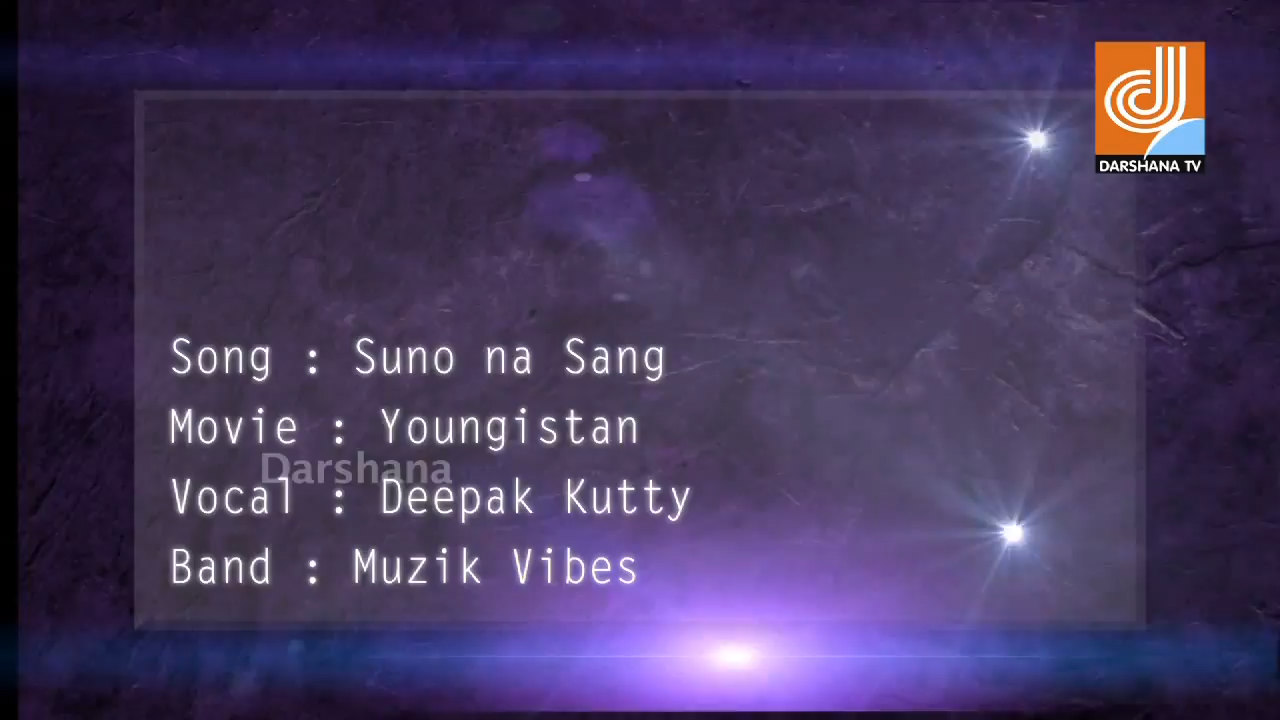 DARSHANA TV
Song : Suno na Sang
Movie : Youngistan
Darshana
Vocal : Deepak Kutty
Band : Muzik Vibes